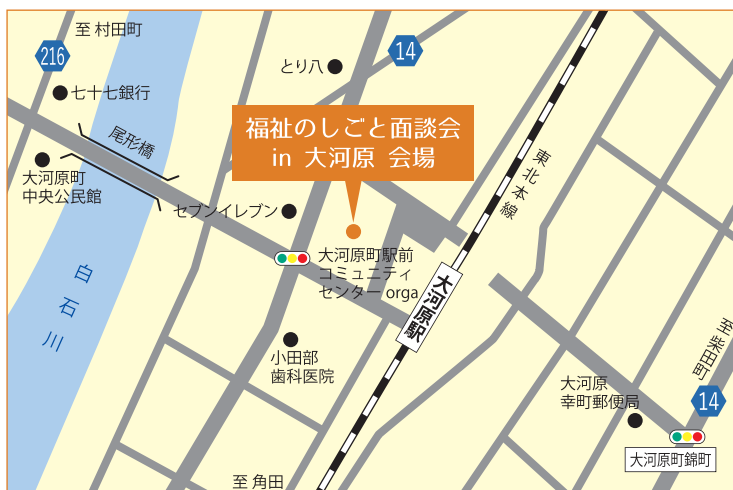 至 村田町
216
七十七銀行
とり八
14
尾形橋
福祉のしごと面談会
in 大河原 会場
大河原町
中央公民館
セブンイレブン
東北本線
大河原町駅前
コミュニティ
センター orga
白石川
大河原駅
小田部
歯科医院
至 柴田町
大河原
幸町郵便局
14
大河原町錦町
至 角田